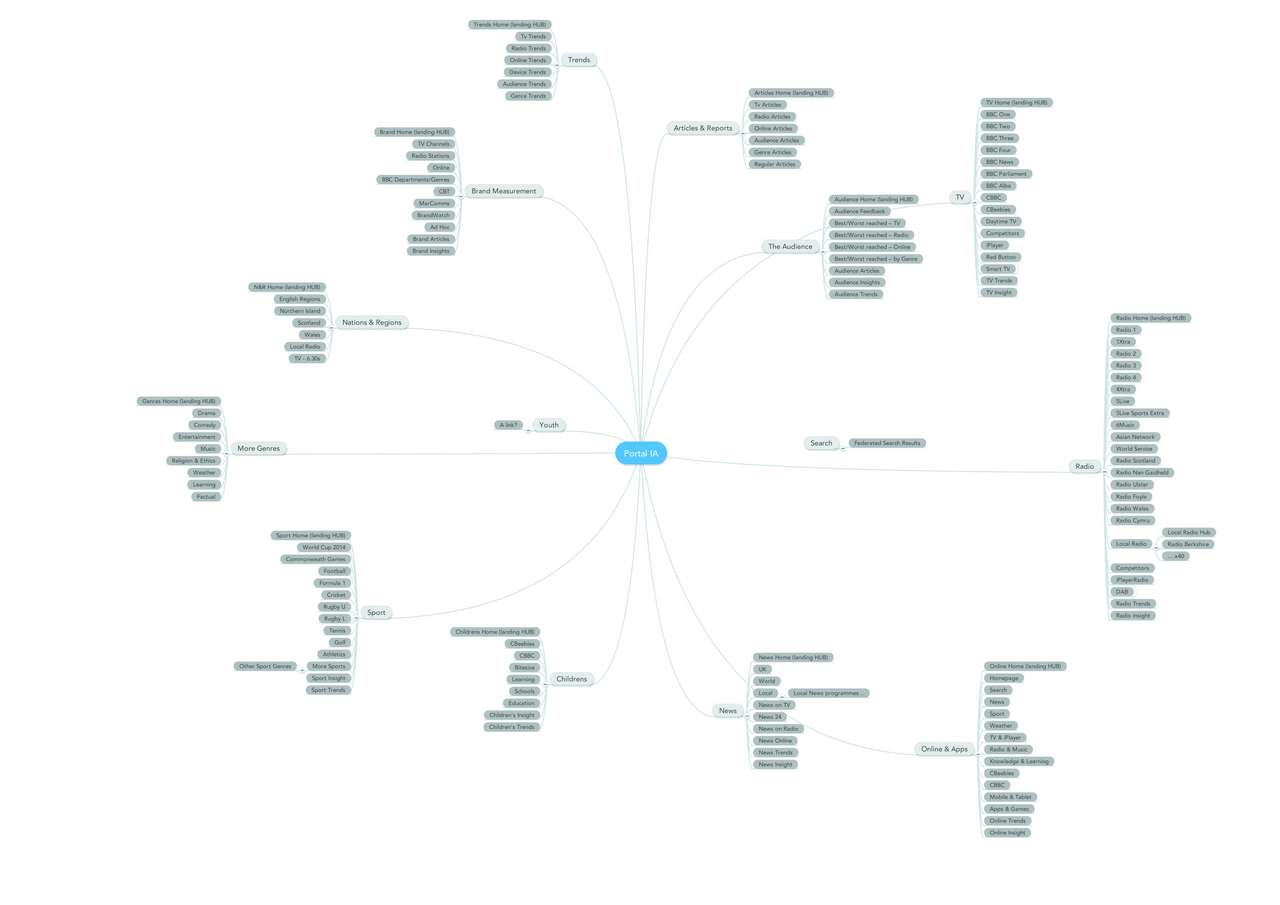 Portal IA
Trends
Trends Home (landing HUB)
Tv Trends
Radio Trends
Online Trends
Device Trends
Audience Trends
Genre Trends
Brand Measurement
Brand Home (landing HUB)
TV Channels
Radio Stations
Online
BBC Departments/Genres
CBT
MarComms
BrandWatch
Ad Hoc
Brand Articles
Brand Insights
Nations & Regions
N&R Home (landing HUB)
English Regions
Northern Island
Scotland
Wales
Local Radio
TV - 6.30s
Youth
A link?
More Genres
Genres Home (landing HUB)
Drama
Comedy
Entertainment
Music
Religion & Ethics
Weather
Learning
Factual
Sport
Sport Home (landing HUB)
World Cup 2014
Commonweath Games
Football
Formula 1
Cricket
Rugby U
Rugby L
Tennis
Golf
Athletics
More Sports
Other Sport Genres
Sport Insight
Sport Trends
Childrens
Childrens Home (landing HUB)
CBeebies
CBBC
Bitesize
Learning
Schools
Education
Children's Insight
Children's Trends
Articles & Reports
Articles Home (landing HUB)
Tv Articles
Radio Articles
Online Articles
Audience Articles
Genre Articles
Regular Articles
The Audience
Audience Home (landing HUB)
Audience Feedback
Best/Worst reached – TV
Best/Worst reached – Radio
Best/Worst reached – Online
Best/Worst reached – by Genre
Audience Articles
Audience Insights
Audience Trends
TV
TV Home (landing HUB)
BBC One
BBC Two
BBC Three
BBC Four
BBC News
BBC Parliament
BBC Alba
CBBC
CBeebies
Daytime TV
Competitors
iPlayer
Red Button
Smart TV
TV Trends
TV Insight
Search
Federated Search Results
Radio
Radio Home (landing HUB)
Radio 1
1Xtra
Radio 2
Radio 3
Radio 4
4Xtra
5Live
5Live Sports Extra
6Music
Asian Network
World Service
Radio Scotland
Radio Nan Gaidheld
Radio Ulster
Radio Foyle
Radio Wales
Radio Cymru
Local Radio
Local Radio Hub
Radio Berkshire
... x40
Competitors
iPlayerRadio
DAB
Radio Trends
Radio Insight
News
News Home (landing HUB)
UK
World
Local
Local News programmes...
News on TV
News 24
News on Radio
News Online
News Trends
News Insight
Online & Apps
Online Home (landing HUB)
Homepage
Search
News
Sport
Weather
TV & iPlayer
Radio & Music
Knowledge & Learning
CBeebies
CBBC
Mobile & Tablet
Apps & Games
Online Trends
Online Insight